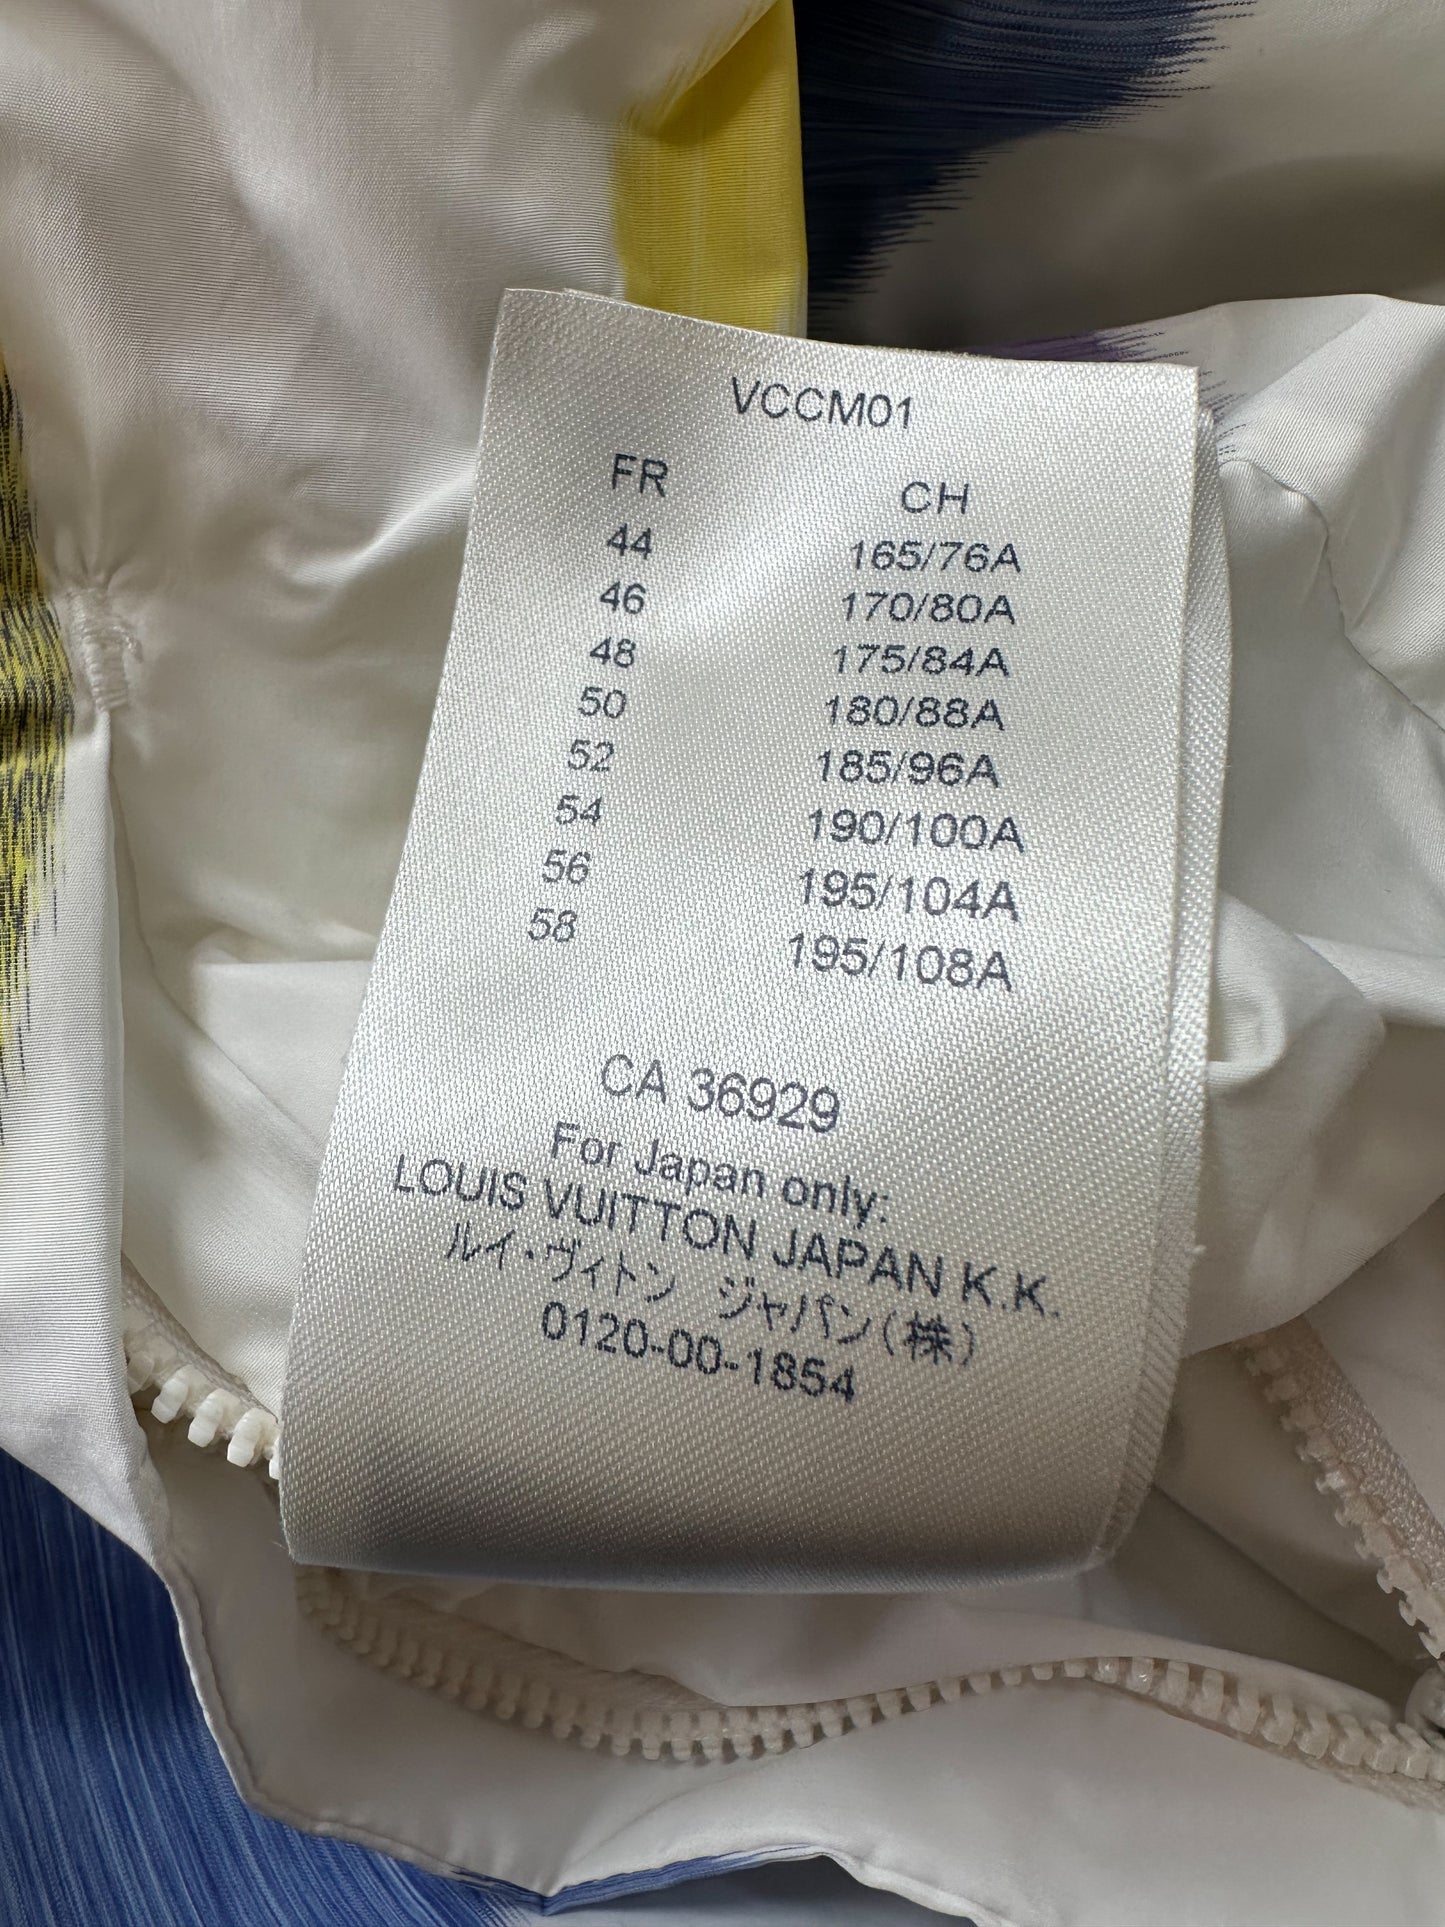 VCCM01
FR CH
44 165/76A
46 170/80A
48 175/84A
50 180/88A
52 185/96A
54 190/100A
56 195/104A
58 195/108A
CA 36929
For Japan only:
LOUIS VUITTON JAPAN K.K.
ルイ・ヴィトン ジャパン(株)
0120-00-1854